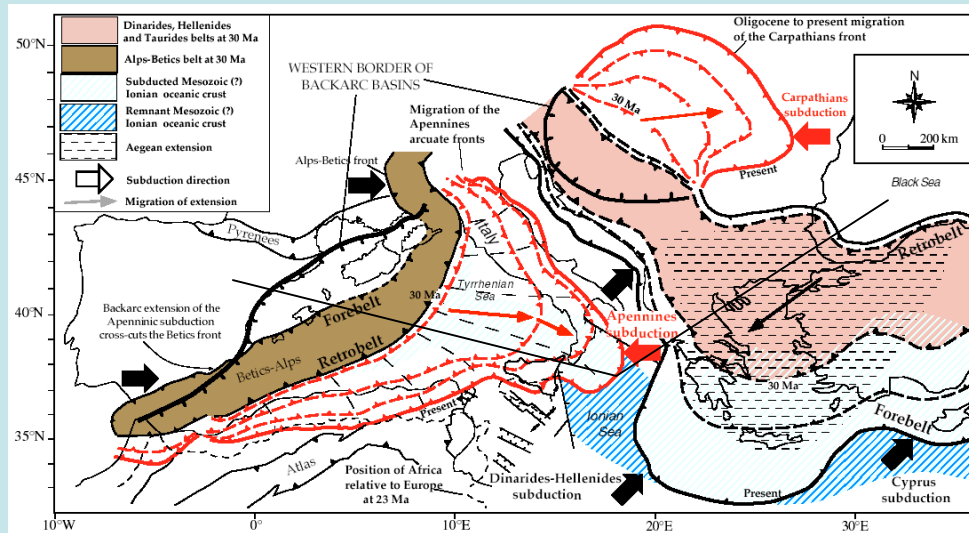 Dinarides, Hellenides
and Taurides belts at 30 Ma
Alps-Betics belt at 30 Ma
Subducted Mesozoic (?)
Ionian oceanic crust
Remnant Mesozoic (?)
Ionian oceanic crust
Aegean extension
Subduction direction
Migration of extension
50°N
45°N
40°N
35°N
10°W
0°
10°E
20°E
30°E
WESTERN BORDER OF
BACKARC BASINS
Migration of the
Apennines
arcuate fronts
Alps-Betics front
Oligocene to present migration
of the Carpathians front
30 Ma
Carpathians
subduction
Present
N
0 200 km
Black Sea
Retrobelt
Pyrenees
Italy
Tyrrhenian
Sea
30 Ma
Forebelt
Retrobelt
Betics-Alps
Backarc extension of the
Apenninic subduction
cross-cuts the Betics front
Apennines
subduction
30 Ma
Present
Ionian
Sea
Forebelt
Atlas
Position of Africa
relative to Europe
at 23 Ma
Dinarides-Hellenides
subduction
Present
Cyprus
subduction